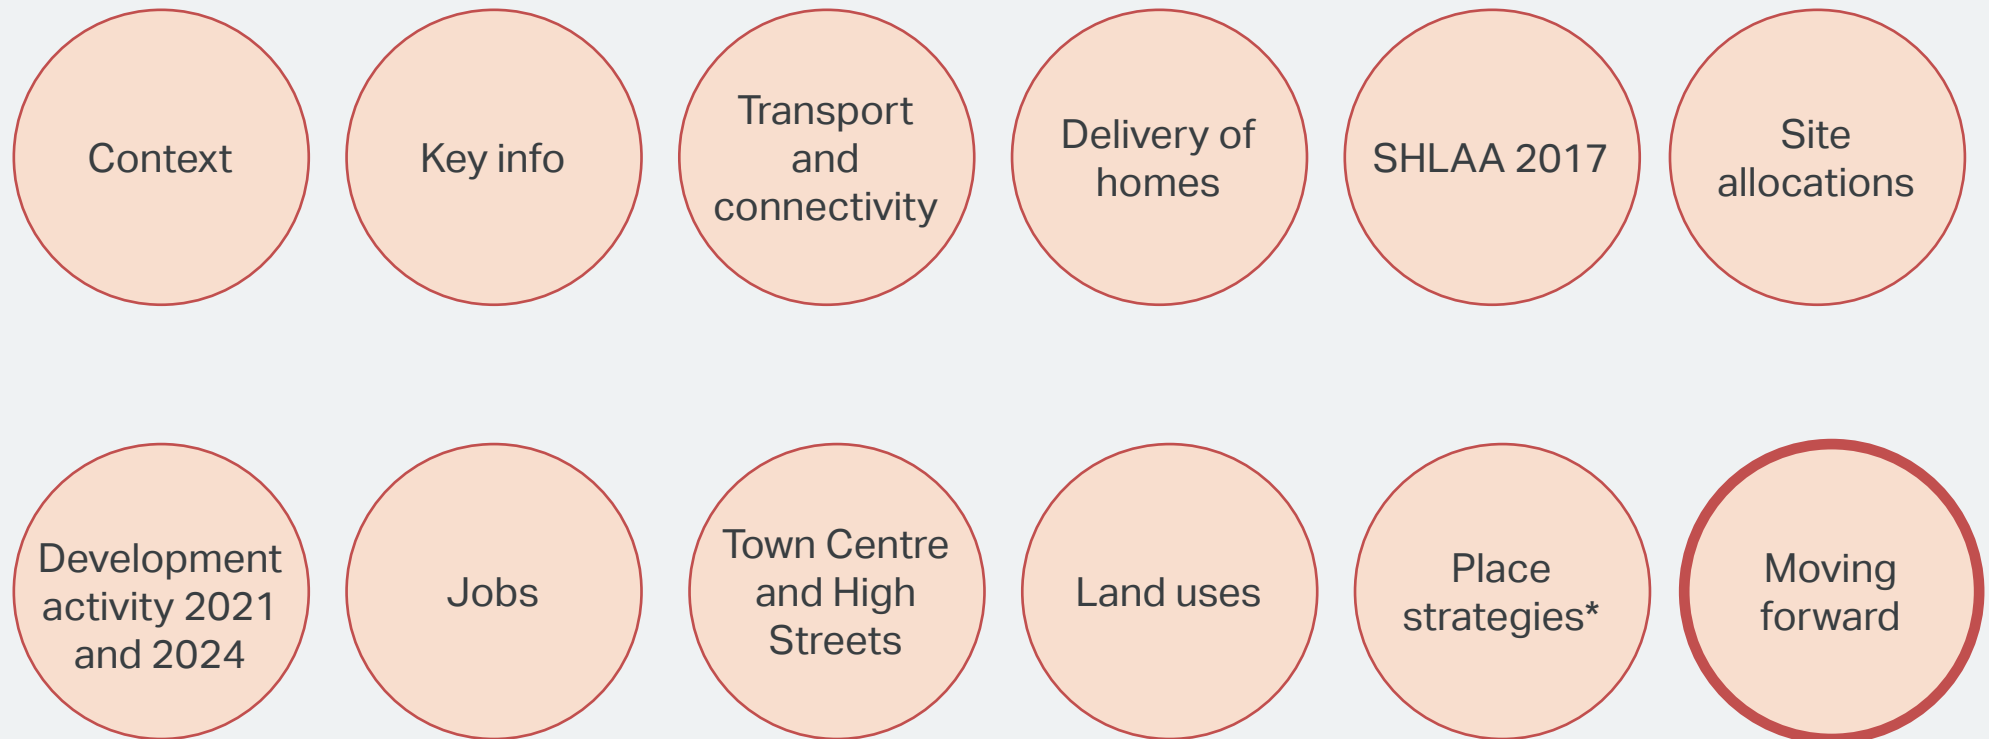 Context
Key info
Transport
and
connectivity
Delivery of
homes
SHLAA 2017
Site
allocations
Development
activity 2021
and 2024
Jobs
Town Centre
and High
Streets
Land uses
Place
strategies*
Moving
forward